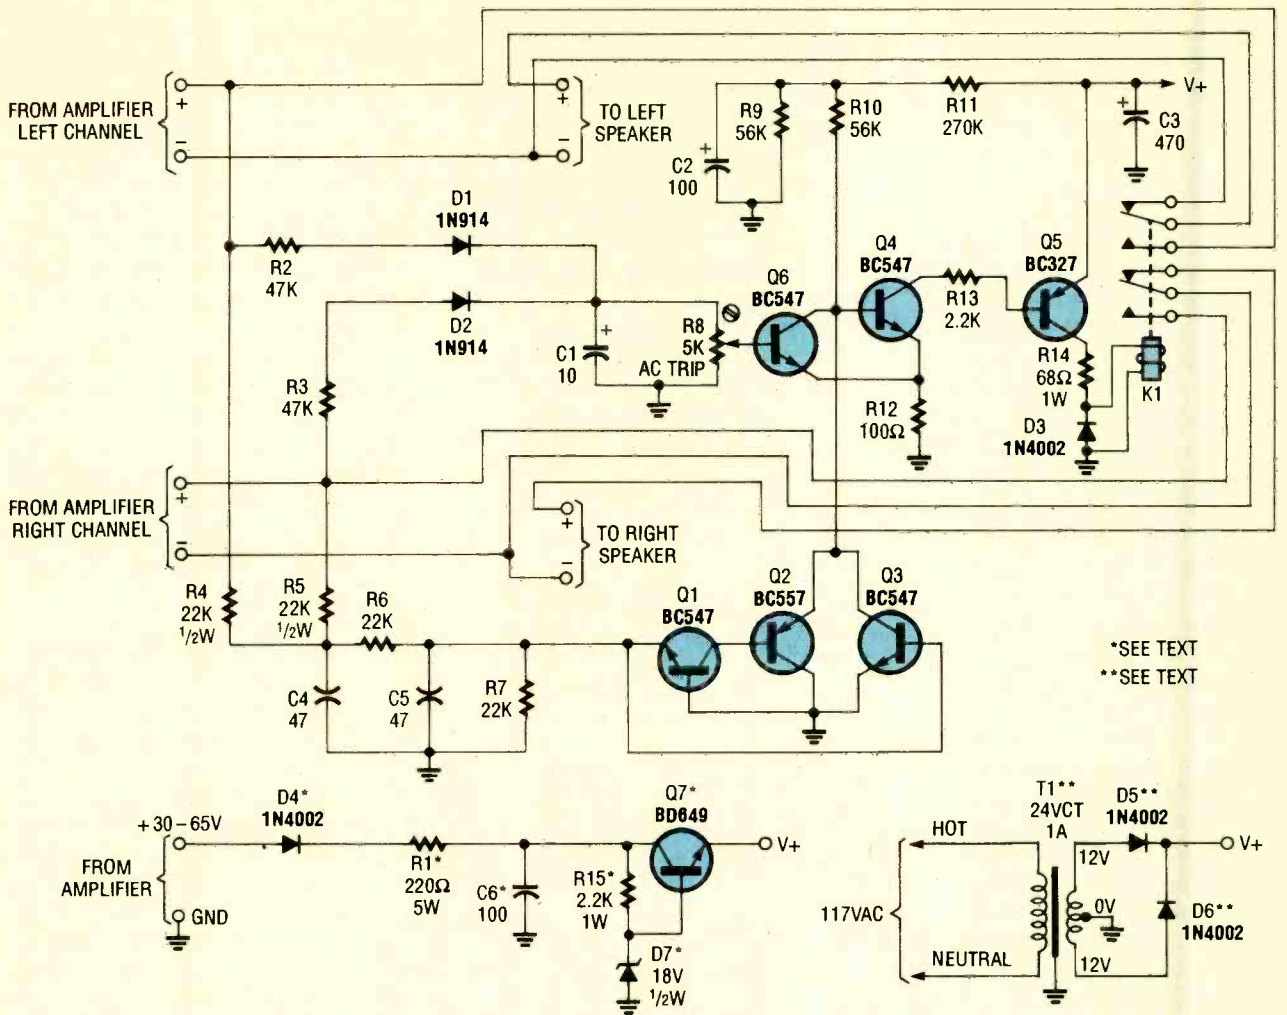 FROM AMPLIFIER
LEFT CHANNEL
+
−
+
−
TO LEFT
SPEAKER
R9
56K
R10
56K
R11
270K
V+
+
C3
470
+
C2
100
D1
1N914
R2
47K
D2
1N914
R3
47K
+
C1
10
R8
5K
AC TRIP
Q6
BC547
Q4
BC547
R13
2.2K
Q5
BC327
R12
100Ω
R14
68Ω
1W
D3
1N4002
K1
FROM AMPLIFIER
RIGHT CHANNEL
+
−
+
−
TO RIGHT
SPEAKER
R4
22K
1/2W
R5
22K
1/2W
R6
22K
C4
47
C5
47
R7
22K
Q1
BC547
Q2
BC557
Q3
BC547
*SEE TEXT
**SEE TEXT
FROM
AMPLIFIER
+30–65V
GND
D4*
1N4002
R1*
220Ω
5W
C6*
100
R15*
2.2K
1W
D7*
18V
1/2W
Q7*
BD649
V+
117VAC
HOT
NEUTRAL
T1**
24VCT
1A
12V
0V
12V
D5**
1N4002
D6**
1N4002
V+